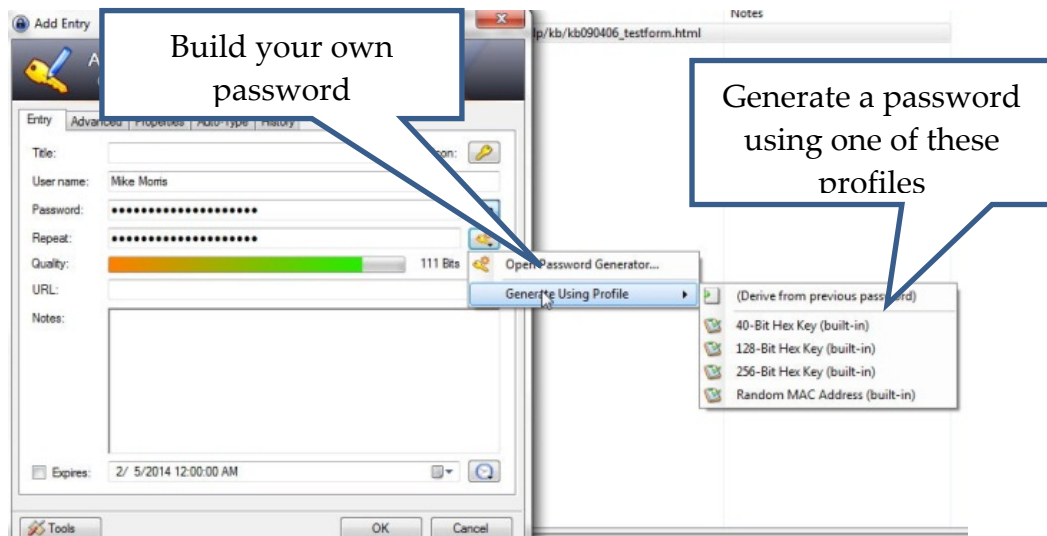 Add Entry
Notes
lp/kb/kb090406_testform.html
Build your own
password
Generate a password
using one of these
profiles
Entry Advanced Properties Auto-Type History
Title:
User name: Mike Morris
Password:
Repeat:
Quality: 111 Bits
Open Password Generator...
URL:
Generate Using Profile
(Derive from previous password)
Notes:
40-Bit Hex Key (built-in)
128-Bit Hex Key (built-in)
256-Bit Hex Key (built-in)
Random MAC Address (built-in)
Expires: 2/ 5/2014 12:00:00 AM
Tools OK Cancel